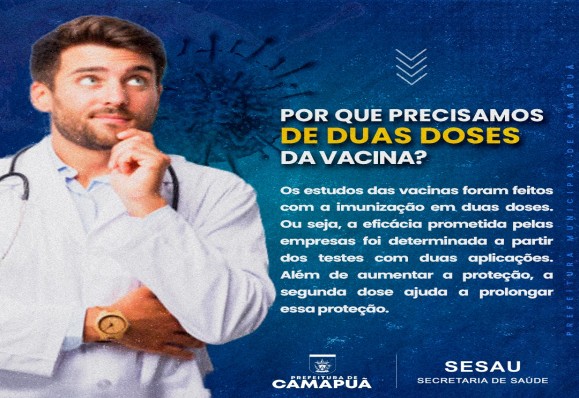 POR QUE PRECISAMOS
DE DUAS DOSES
DA VACINA?
Os estudos das vacinas foram feitos
com a imunização em duas doses.
Ou seja, a eficácia prometida pelas
empresas foi determinada a partir
dos testes com duas aplicações.
Além de aumentar a proteção, a
segunda dose ajuda a prolongar
essa proteção.
PREFEITURA DE
CAMAPUÃ
SESAU
SECRETARIA DE SAÚDE
PREFEITURA MUNICIPAL DE CAMAPUÃ